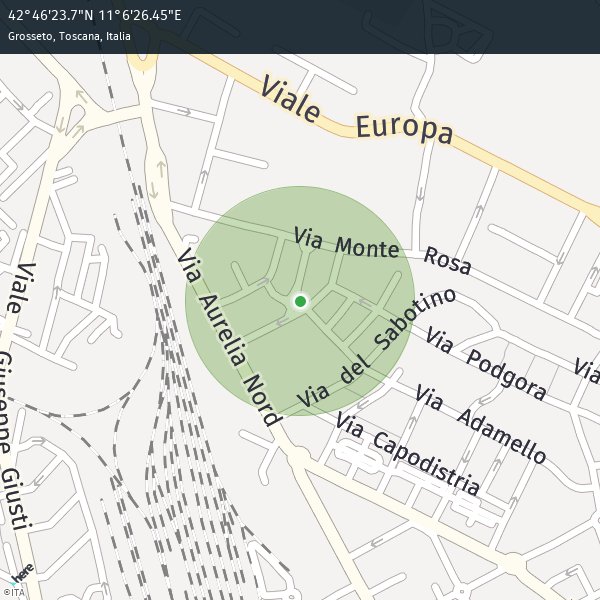 42°46'23.7"N 11°6'26.45"E
Grosseto, Toscana, Italia
Viale Europa
Via Monte Rosa
Via Aurelia Nord
Viale Giuseppe Giusti
Via del Sabotino
Via Podgora
Via
Via Adamello
Via Capodistria
here
©ITA